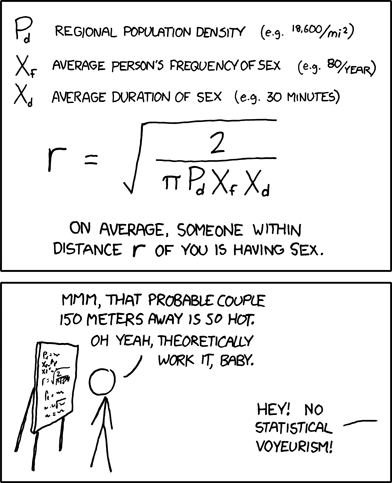 Pd REGIONAL POPULATION DENSITY (e.g. 18,600/mi²)
Xf AVERAGE PERSON'S FREQUENCY OF SEX (e.g. 80/YEAR)
Xd AVERAGE DURATION OF SEX (e.g. 30 MINUTES)
r = √(2/(π Pd Xf Xd))
ON AVERAGE, SOMEONE WITHIN
DISTANCE r OF YOU IS HAVING SEX.
MMM, THAT PROBABLE COUPLE
150 METERS AWAY IS SO HOT.
OH YEAH, THEORETICALLY
WORK IT, BABY.
HEY! NO
STATISTICAL
VOYEURISM!